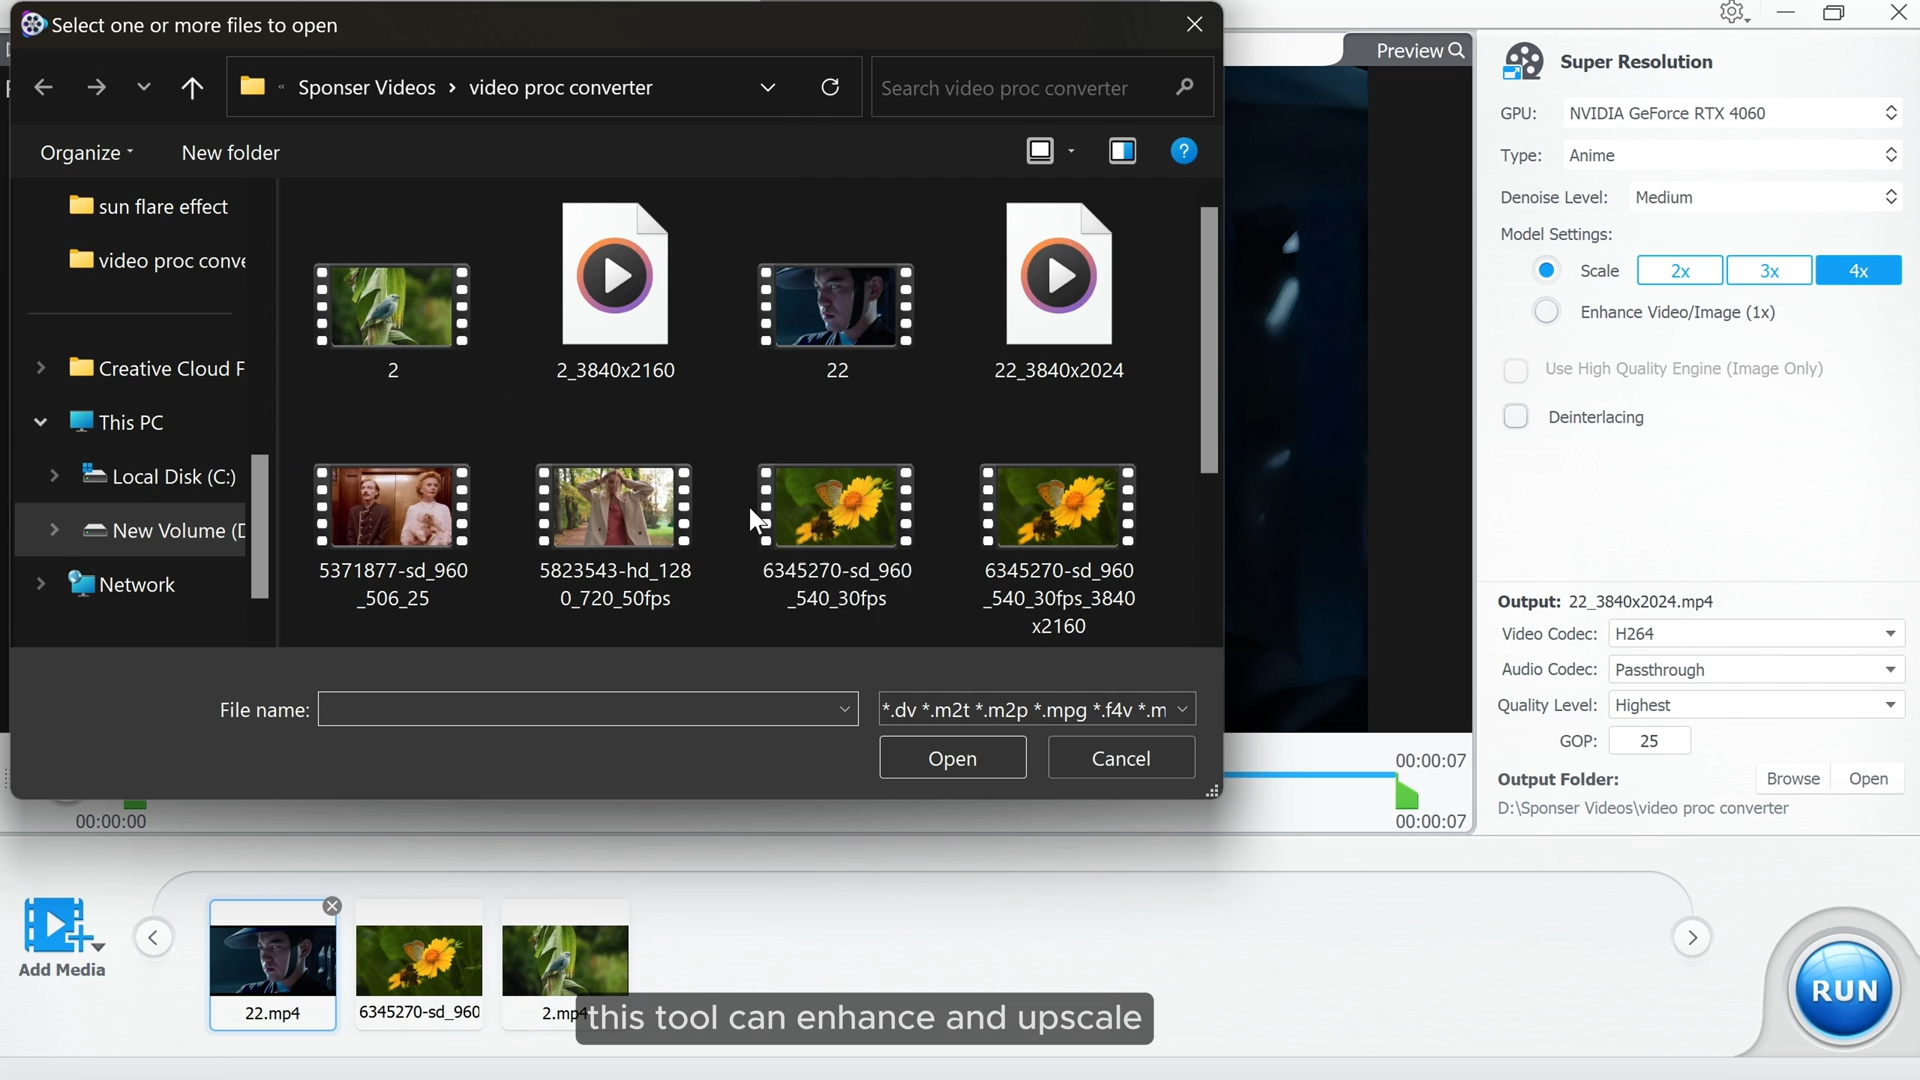 Select one or more files to open
« Sponser Videos > video proc converter
Search video proc converter
Organize
New folder
sun flare effect
video proc conve
Creative Cloud F
This PC
Local Disk (C:)
New Volume (D
Network
2
2_3840x2160
22
22_3840x2024
5371877-sd_960
_506_25
5823543-hd_128
0_720_50fps
6345270-sd_960
_540_30fps
6345270-sd_960
_540_30fps_3840
x2160
File name:
*.dv *.m2t *.m2p *.mpg *.f4v *.m
Open
Cancel
Preview
Super Resolution
GPU: NVIDIA GeForce RTX 4060
Type: Anime
Denoise Level: Medium
Model Settings:
Scale 2x 3x 4x
Enhance Video/Image (1x)
Use High Quality Engine (Image Only)
Deinterlacing
Output: 22_3840x2024.mp4
Video Codec: H264
Audio Codec: Passthrough
Quality Level: Highest
GOP: 25
Output Folder: Browse Open
D:\Sponser Videos\video proc converter
00:00:07
00:00:00
00:00:07
Add Media
22.mp4
6345270-sd_960
2.mp4
this tool can enhance and upscale
RUN